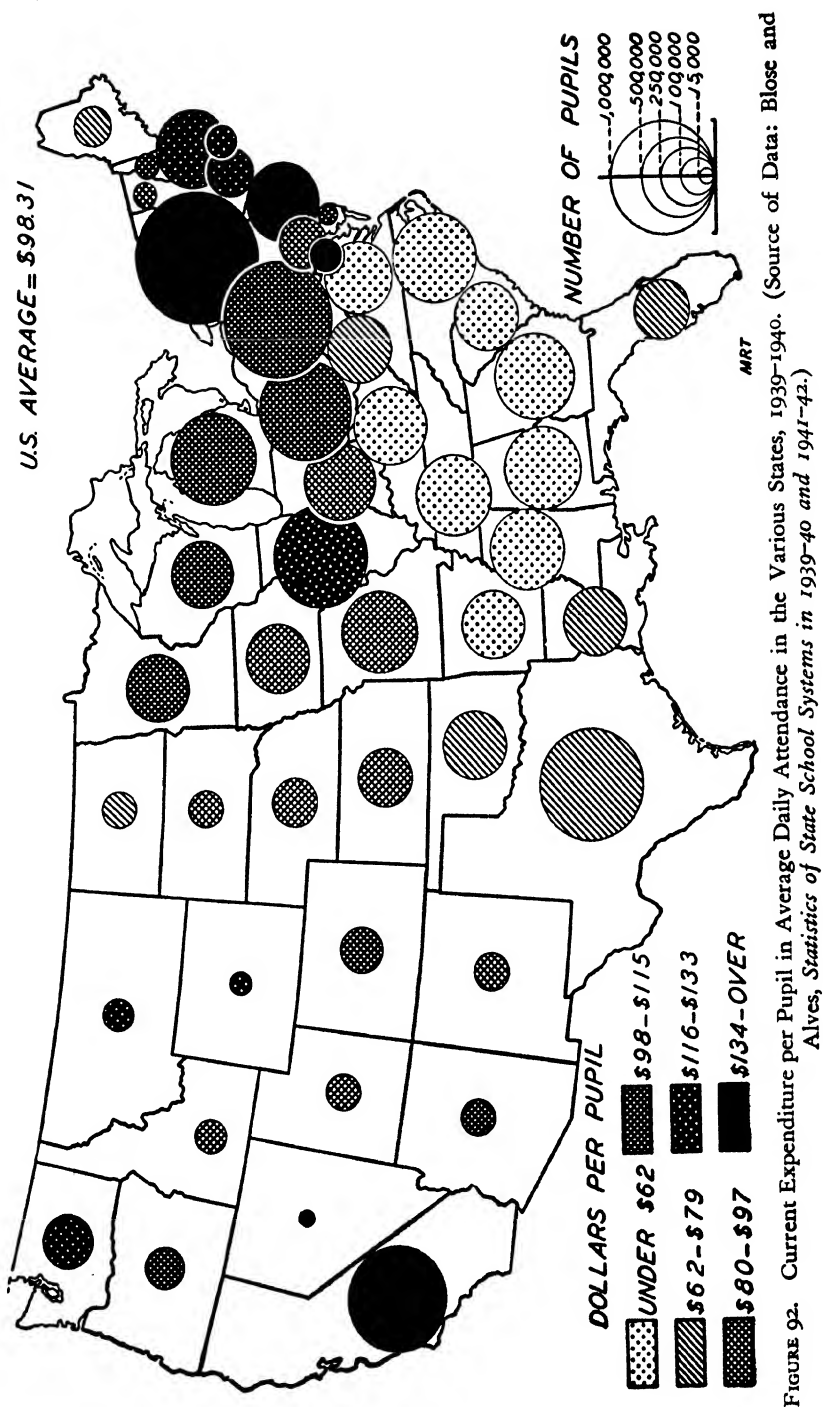 U.S. AVERAGE = $98.31
NUMBER OF PUPILS
1,000,000
500,000
250,000
100,000
15,000
DOLLARS PER PUPIL
UNDER $62
$62-$79
$80-$97
$98-$115
$116-$133
$134-OVER
MRT
FIGURE 92. Current Expenditure per Pupil in Average Daily Attendance in the Various States, 1939-1940. (Source of Data: Blose and
Alves, Statistics of State School Systems in 1939-40 and 1941-42.)